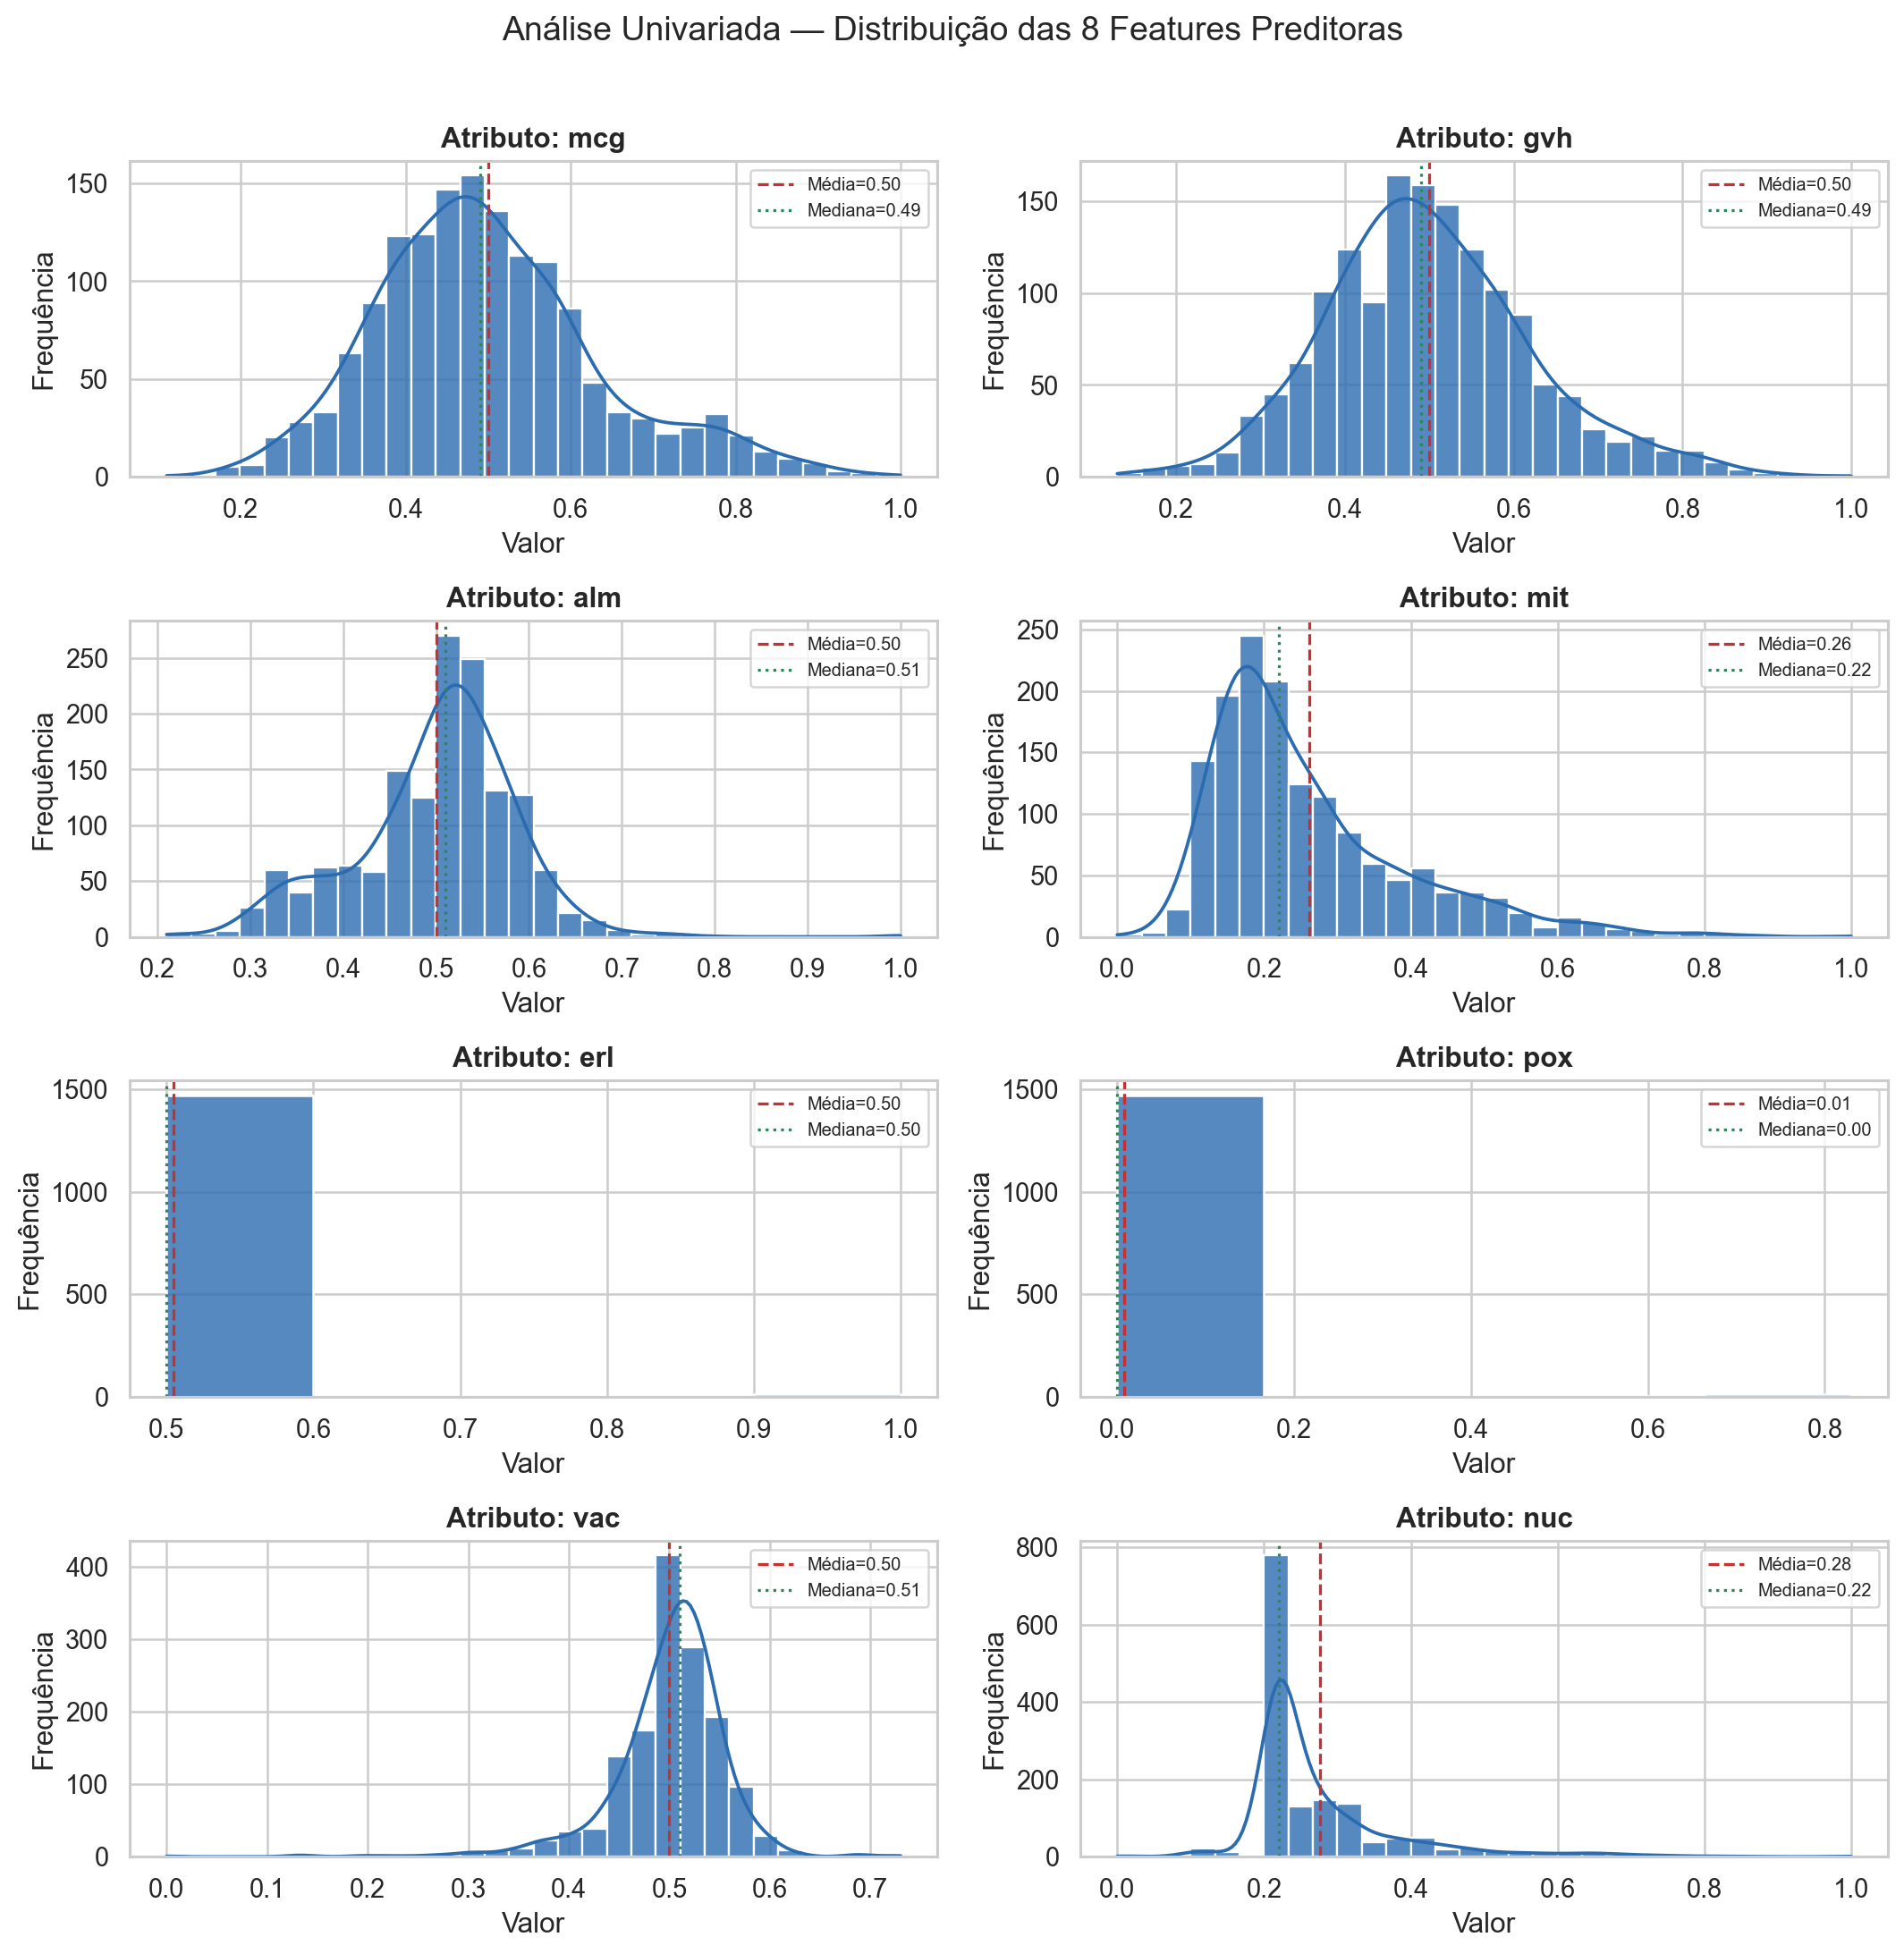 Análise Univariada — Distribuição das 8 Features Preditoras
Atributo: mcg
Frequência
150
100
50
0
Média=0.50
Mediana=0.49
0.2 0.4 0.6 0.8 1.0
Valor
Atributo: gvh
Frequência
150
100
50
0
Média=0.50
Mediana=0.49
0.2 0.4 0.6 0.8 1.0
Valor
Atributo: alm
Frequência
250
200
150
100
50
0
Média=0.50
Mediana=0.51
0.2 0.3 0.4 0.5 0.6 0.7 0.8 0.9 1.0
Valor
Atributo: mit
Frequência
250
200
150
100
50
0
Média=0.26
Mediana=0.22
0.0 0.2 0.4 0.6 0.8 1.0
Valor
Atributo: erl
Frequência
1500
1000
500
0
Média=0.50
Mediana=0.50
0.5 0.6 0.7 0.8 0.9 1.0
Valor
Atributo: pox
Frequência
1500
1000
500
0
Média=0.01
Mediana=0.00
0.0 0.2 0.4 0.6 0.8
Valor
Atributo: vac
Frequência
400
300
200
100
0
Média=0.50
Mediana=0.51
0.0 0.1 0.2 0.3 0.4 0.5 0.6 0.7
Valor
Atributo: nuc
Frequência
800
600
400
200
0
Média=0.28
Mediana=0.22
0.0 0.2 0.4 0.6 0.8 1.0
Valor